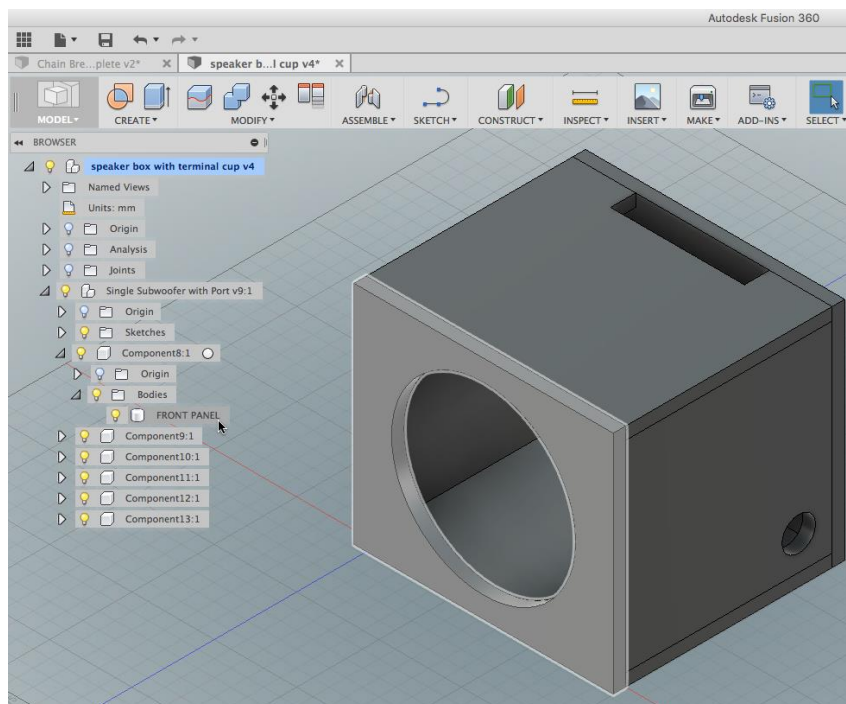 Autodesk Fusion 360
Chain Bre...plete v2*
speaker b...l cup v4*
MODEL
CREATE
MODIFY
ASSEMBLE
SKETCH
CONSTRUCT
INSPECT
INSERT
MAKE
ADD-INS
SELECT
BROWSER
speaker box with terminal cup v4
Named Views
Units: mm
Origin
Analysis
Joints
Single Subwoofer with Port v9:1
Origin
Sketches
Component8:1
Origin
Bodies
FRONT PANEL
Component9:1
Component10:1
Component11:1
Component12:1
Component13:1